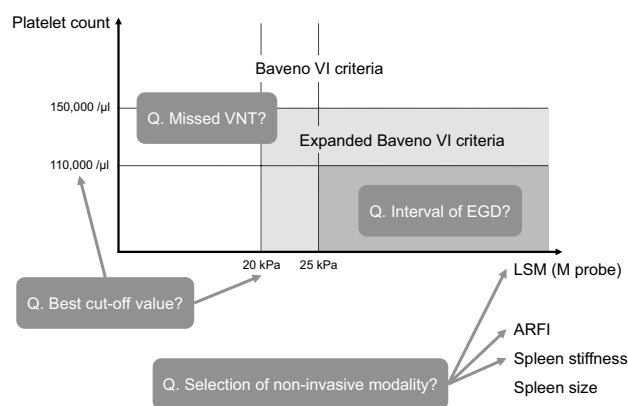 Platelet count
Baveno VI criteria
150,000 /µl
Q. Missed VNT?
Expanded Baveno VI criteria
110,000 /µl
Q. Interval of EGD?
20 kPa
25 kPa
LSM (M probe)
Q. Best cut-off value?
ARFI
Spleen stiffness
Q. Selection of non-invasive modality?
Spleen size